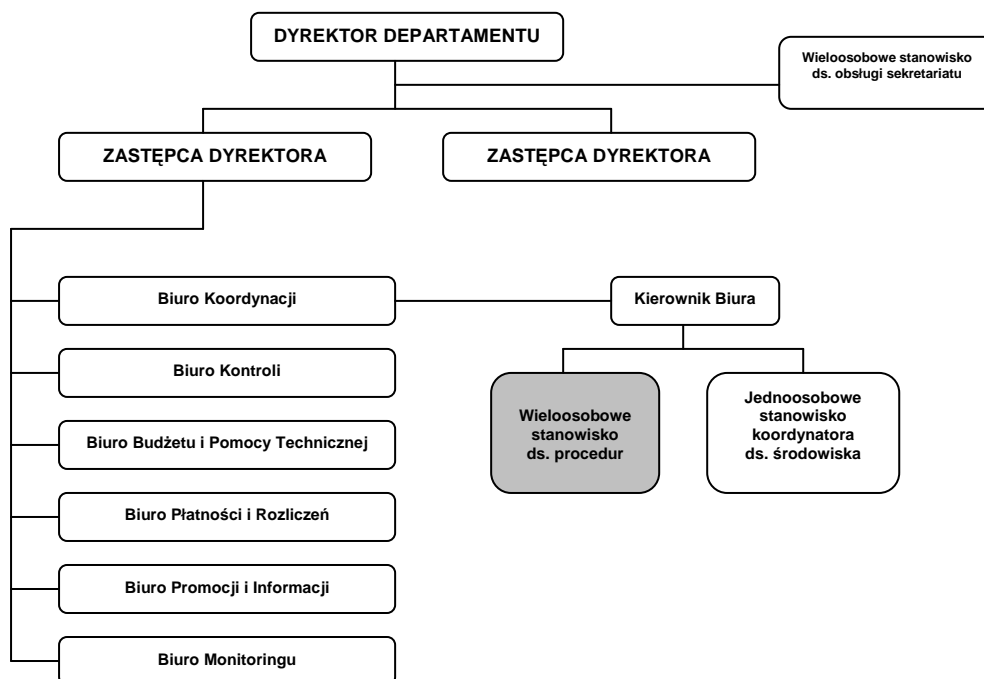 DYREKTOR DEPARTAMENTU
Wieloosobowe stanowisko
ds. obsługi sekretariatu
ZASTĘPCA DYREKTORA
ZASTĘPCA DYREKTORA
Biuro Koordynacji
Kierownik Biura
Biuro Kontroli
Wieloosobowe
stanowisko
ds. procedur
Jednoosobowe
stanowisko
koordynatora
ds. środowiska
Biuro Budżetu i Pomocy Technicznej
Biuro Płatności i Rozliczeń
Biuro Promocji i Informacji
Biuro Monitoringu